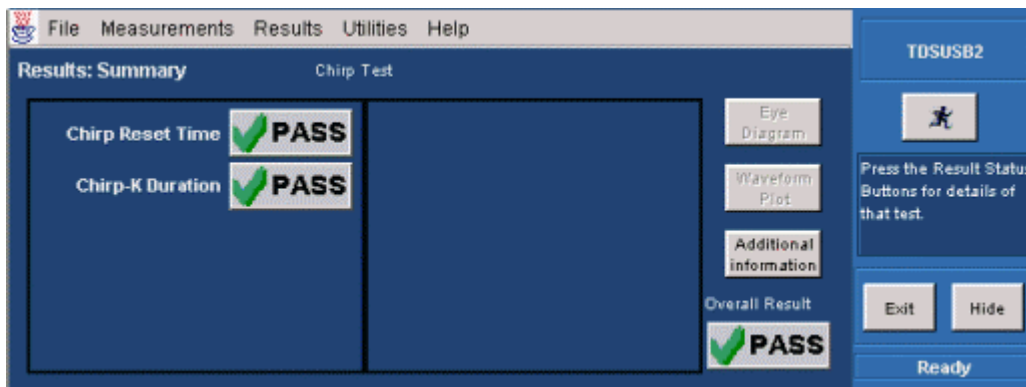 File Measurements Results Utilities Help
Results: Summary Chirp Test
Chirp Reset Time PASS
Chirp-K Duration PASS
Eye
Diagram
Waveform
Plot
Additional
information
Overall Result
PASS
TDSUSB2
Press the Result Status
Buttons for details of
that test.
Exit Hide
Ready